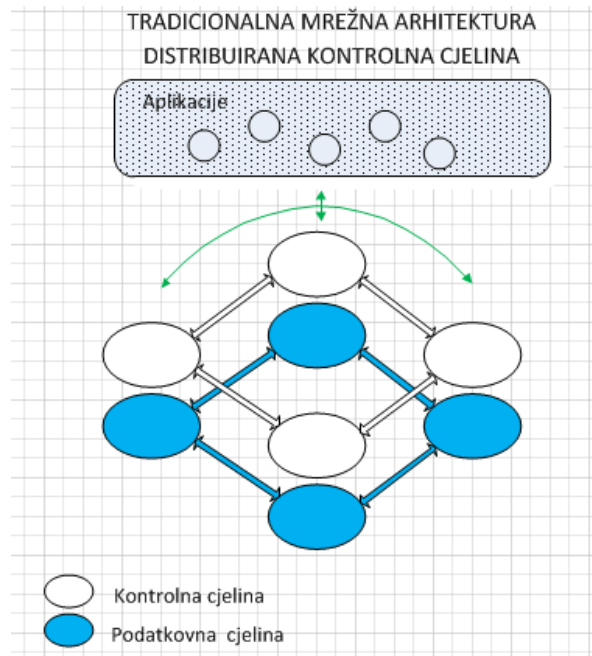 TRADICIONALNA MREŽNA ARHITEKTURA
DISTRIBUIRANA KONTROLNA CJELINA
Aplikacije
Kontrolna cjelina
Podatkovna cjelina